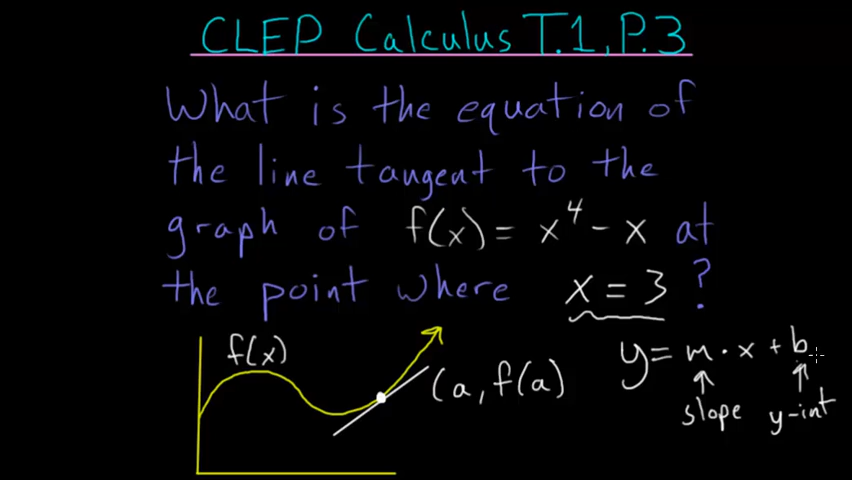 CLEP Calculus T.1, P.3
What is the equation of
the line tangent to the
graph of f(x) = x⁴ - x at
the point where x = 3 ?
f(x)
(a, f(a)
y = m · x + b
slope y-int